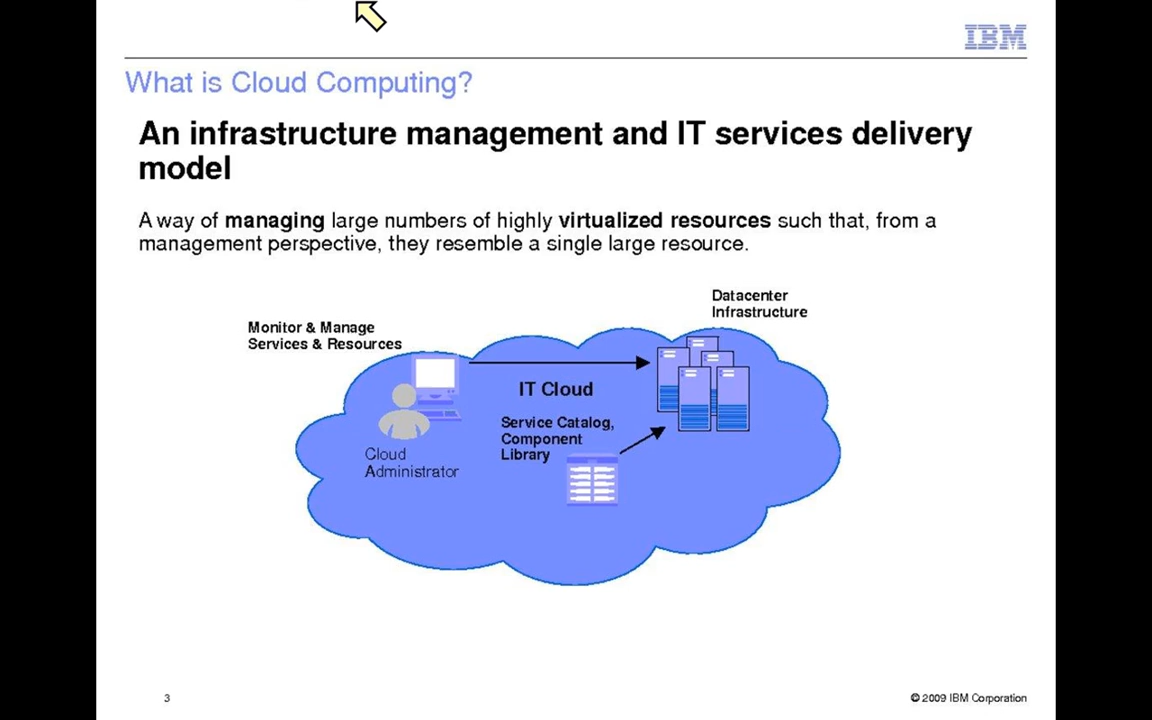 IBM
What is Cloud Computing?
An infrastructure management and IT services delivery
model
A way of managing large numbers of highly virtualized resources such that, from a
management perspective, they resemble a single large resource.
Datacenter
Infrastructure
Monitor & Manage
Services & Resources
IT Cloud
Service Catalog,
Component
Library
Cloud
Administrator
3
© 2009 IBM Corporation